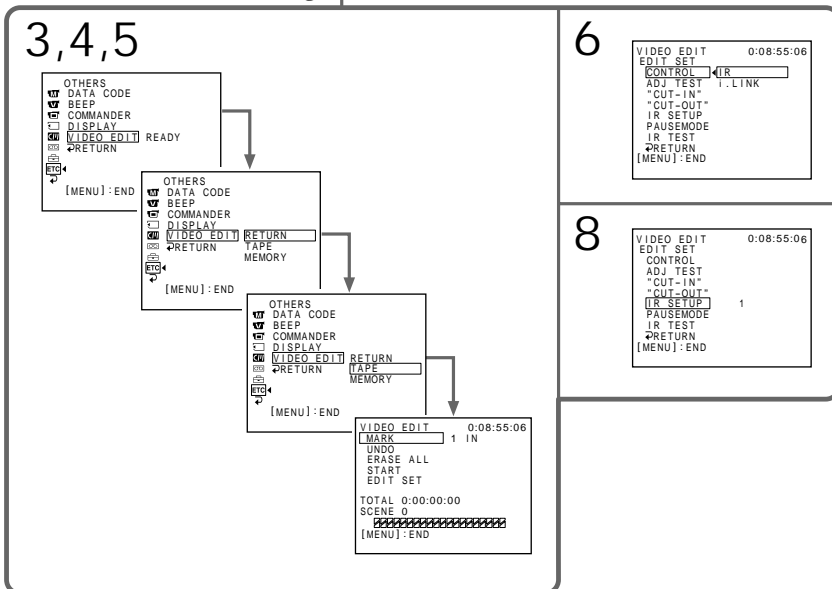 3,4,5
OTHERS
DATA CODE
BEEP
COMMANDER
DISPLAY
VIDEO EDIT READY
RETURN
ETC
[MENU] : END
OTHERS
DATA CODE
BEEP
COMMANDER
DISPLAY
VIDEO EDIT RETURN
RETURN TAPE
MEMORY
ETC
[MENU] : END
OTHERS
DATA CODE
BEEP
COMMANDER
DISPLAY
VIDEO EDIT RETURN
RETURN TAPE
MEMORY
ETC
[MENU] : END
VIDEO EDIT 0:08:55:06
MARK 1 IN
UNDO
ERASE ALL
START
EDIT SET
TOTAL 0:00:00:00
SCENE 0
[MENU] : END
6
VIDEO EDIT 0:08:55:06
EDIT SET
CONTROL IR
ADJ TEST i.LINK
"CUT-IN"
"CUT-OUT"
IR SETUP
PAUSEMODE
IR TEST
RETURN
[MENU] : END
8
VIDEO EDIT 0:08:55:06
EDIT SET
CONTROL
ADJ TEST
"CUT-IN"
"CUT-OUT"
IR SETUP 1
PAUSEMODE
IR TEST
RETURN
[MENU] : END